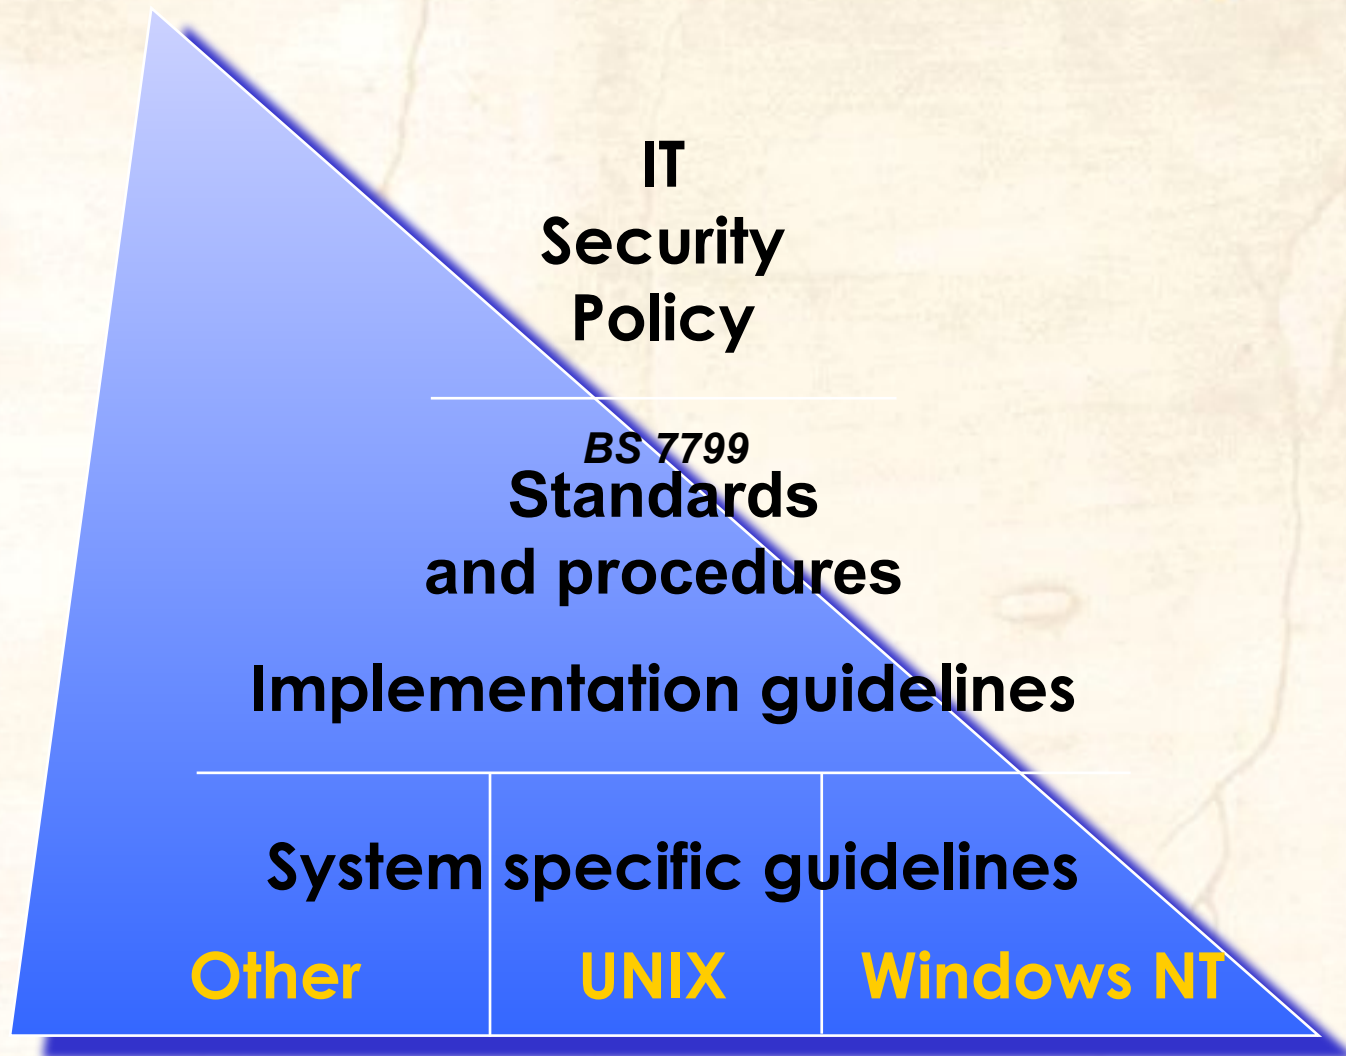 IT
Security
Policy
BS 7799
Standards
and procedures
Implementation guidelines
System specific guidelines
Other UNIX Windows NT